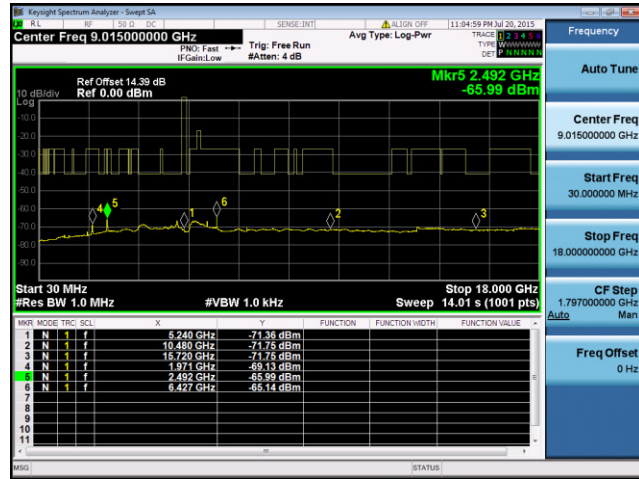 Keysight Spectrum Analyzer - Swept SA
RL RF 50 Ω DC SENSE:INT ALIGN OFF 11:04:59 PM Jul 20, 2015
Center Freq 9.015000000 GHz
PNO: Fast
IFGain:Low
Trig: Free Run
#Atten: 4 dB
Avg Type: Log-Pwr
TRACE 1 2 3 4 5 6
TYPE WWWWWW
DET P NNNNN
Ref Offset 14.39 dB
10 dB/div Ref 0.00 dBm
Log
Mkr5 2.492 GHz
-65.99 dBm
-10.0
-20.0
-30.0
-40.0
-50.0
-60.0
-70.0
-80.0
-90.0
4 5 1 6 2 3
Start 30 MHz Stop 18.000 GHz
#Res BW 1.0 MHz #VBW 1.0 kHz Sweep 14.01 s (1001 pts)
MKR MODE TRC SCL X Y FUNCTION FUNCTION WIDTH FUNCTION VALUE
1 N 1 f 5.240 GHz -71.36 dBm
2 N 1 f 10.480 GHz -71.75 dBm
3 N 1 f 15.720 GHz -71.75 dBm
4 N 1 f 1.971 GHz -69.13 dBm
5 N 1 f 2.492 GHz -65.99 dBm
6 N 1 f 6.427 GHz -65.14 dBm
7
8
9
10
11
MSG STATUS
Frequency
Auto Tune
Center Freq
9.015000000 GHz
Start Freq
30.000000 MHz
Stop Freq
18.000000000 GHz
CF Step
1.797000000 GHz
Auto Man
Freq Offset
0 Hz